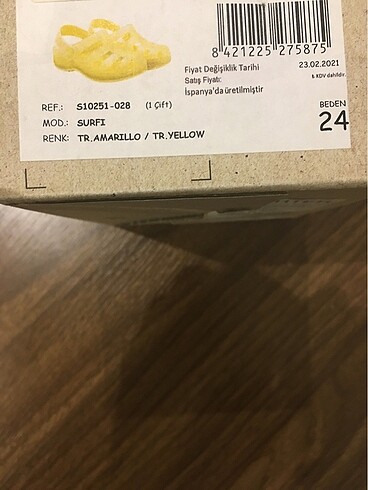 8 421225 275875
Fiyat Değişiklik Tarihi 23.02.2021
Satış Fiyatı: ₺ KDV dahildir.
İspanya'da üretilmiştir
REF.: S10251-028 (1 Çift)
MOD.: SURFI
RENK: TR.AMARILLO / TR.YELLOW
BEDEN
24